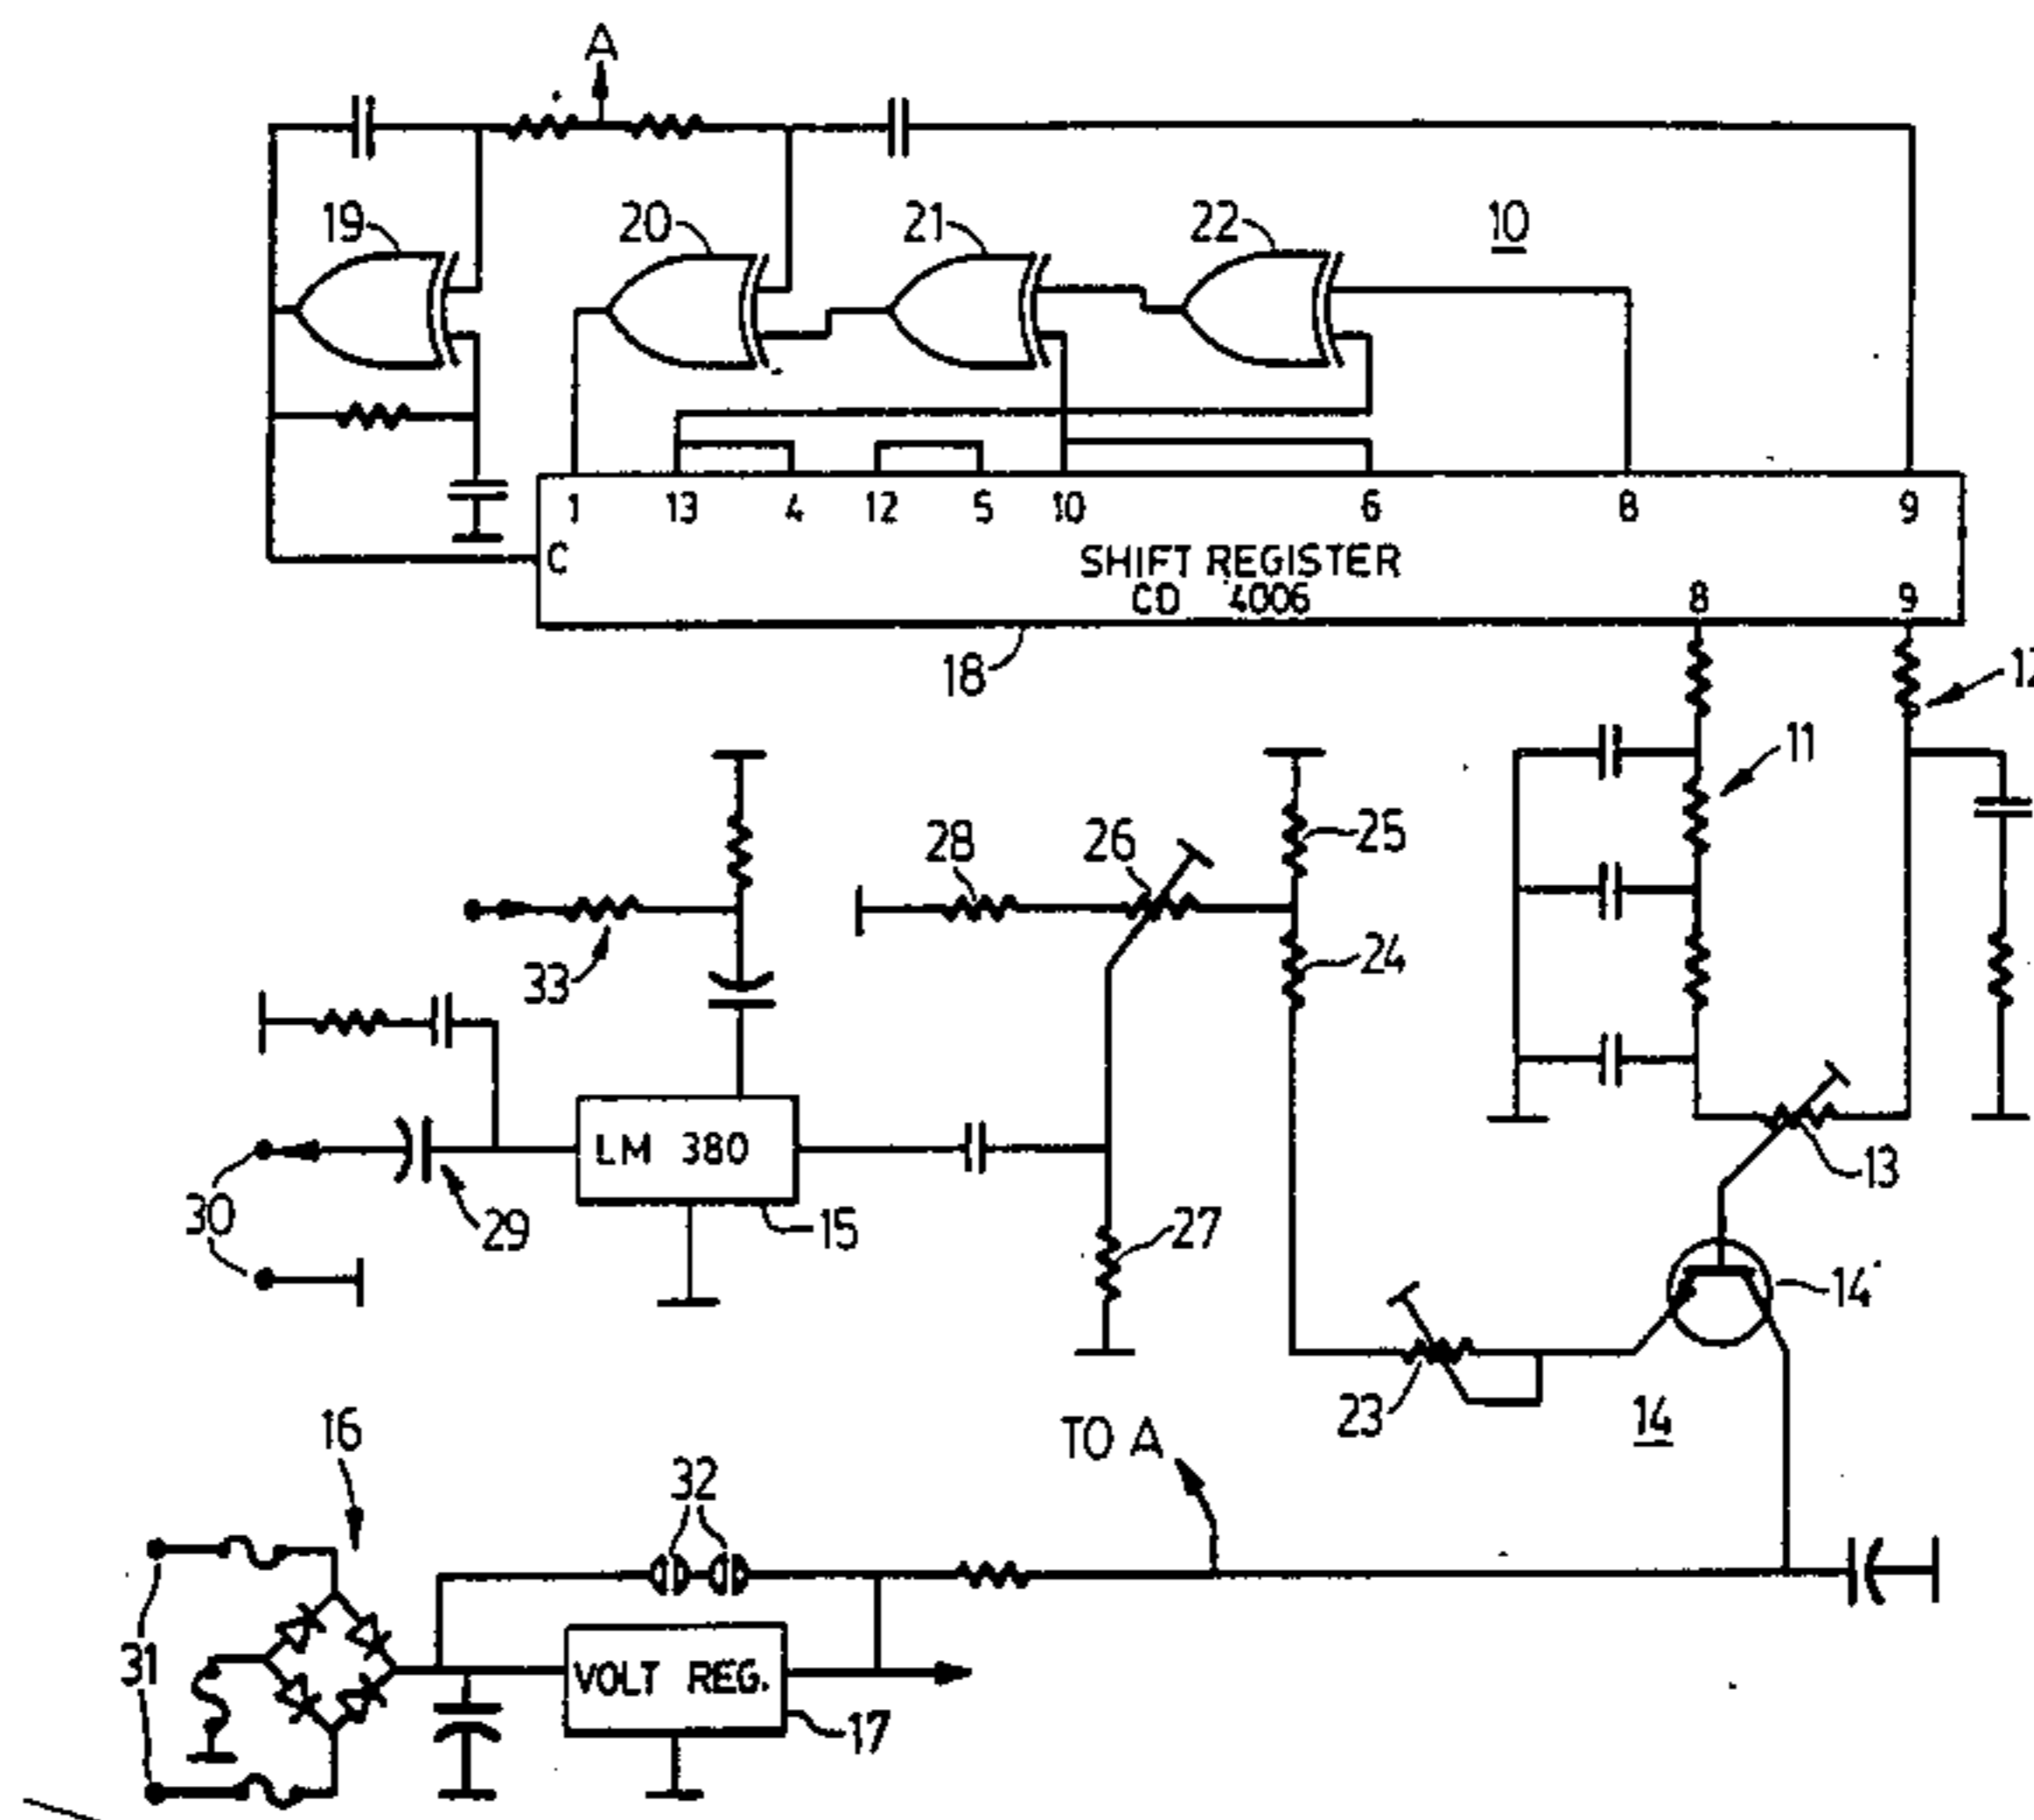 A
19 20 21 22 10
1 13 4 12 5 10 6 8 9
C SHIFT REGISTER
CD 4006 8 9
18
12
11
28 26 25
33 24
LM 380
13
30 29 15 27
14'
23 14
16 TO A
32
31 VOLT REG.
17